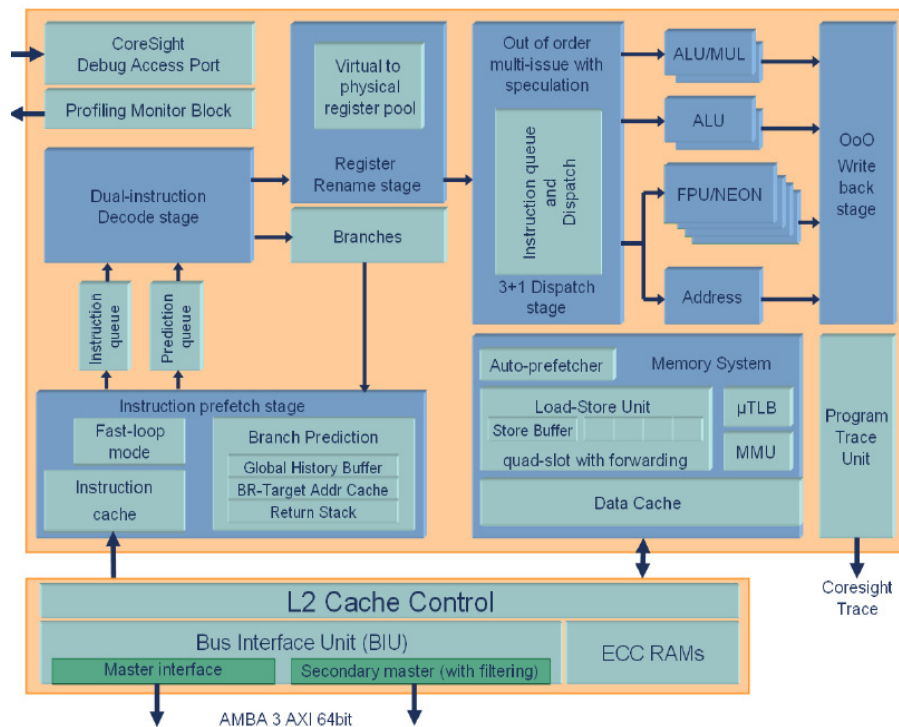 CoreSight
Debug Access Port
Profiling Monitor Block
Dual-instruction
Decode stage
Virtual to
physical
register pool
Register
Rename stage
Branches
Out of order
multi-issue with
speculation
Instruction queue
and
Dispatch
3+1 Dispatch
stage
ALU/MUL
ALU
FPU/NEON
Address
OoO
Write
back
stage
Instruction
queue
Prediction
queue
Instruction prefetch stage
Fast-loop
mode
Instruction
cache
Branch Prediction
Global History Buffer
BR-Target Addr Cache
Return Stack
Auto-prefetcher
Memory System
Load-Store Unit
Store Buffer
quad-slot with forwarding
µTLB
MMU
Data Cache
Program
Trace
Unit
Coresight
Trace
L2 Cache Control
Bus Interface Unit (BIU)
Master interface
Secondary master (with filtering)
ECC RAMs
AMBA 3 AXI 64bit